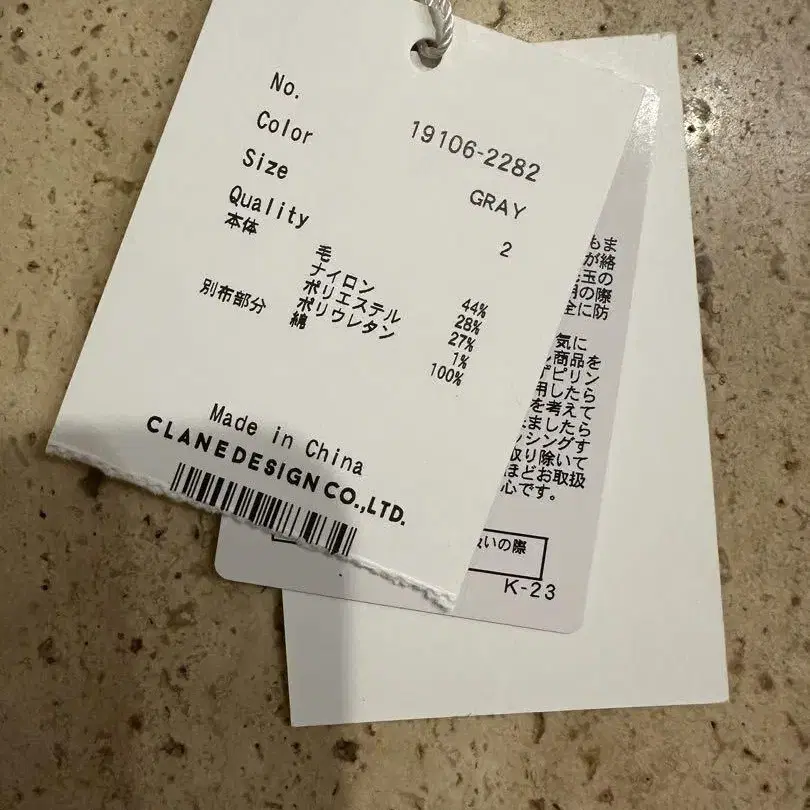 No. 19106-2282
Color GRAY
Size 2
Quality
本体
毛 44%
ナイロン 28%
ポリエステル 27%
ポリウレタン 1%
別布部分 綿 100%
Made in China
CLANEDESIGN CO.,LTD.
もま
が絡
玉の
の際
全に防
気に
商品を
ピリン
用したら
を考えて
ましたら
ッシングす
取り除いて
ほどお取扱
心です。
いの際
K-23